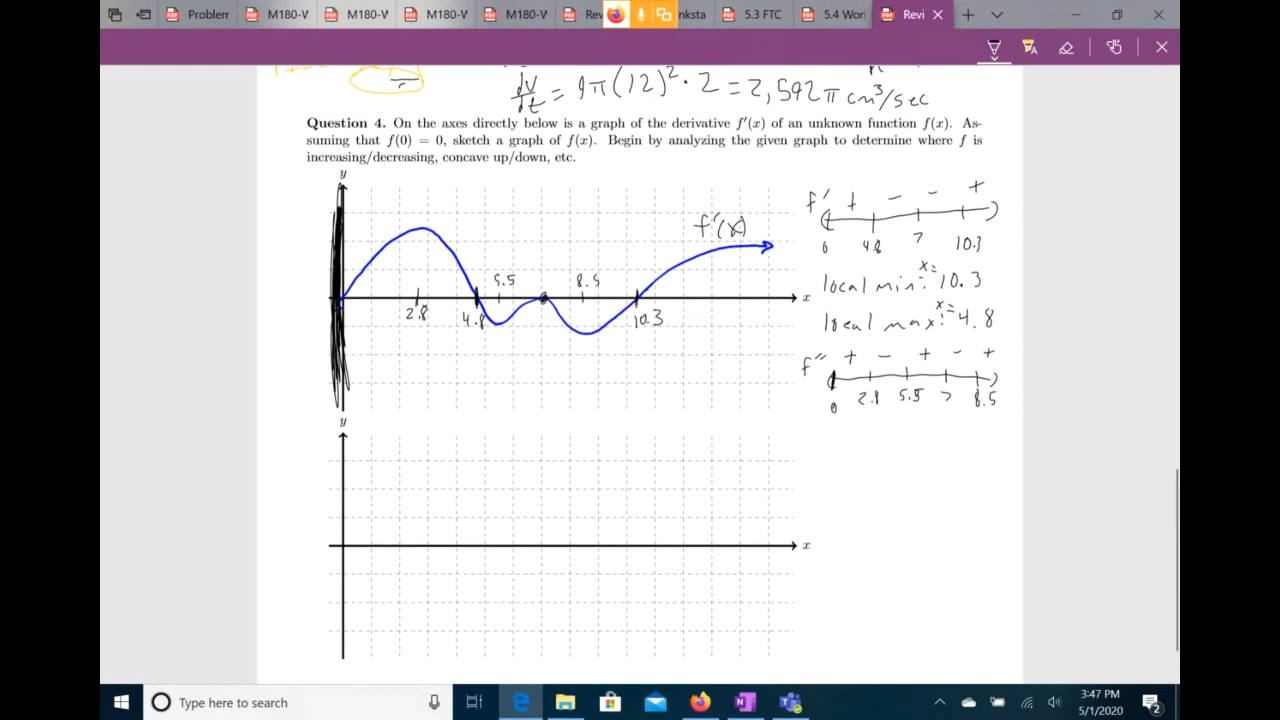 Problem M180-W M180-W M180-W M180-W Rev nksta 5.3 FTC 5.4 Wor Revi
dV/dt = 9π(12)²·2 = 2,592π cm³/sec
Question 4. On the axes directly below is a graph of the derivative f′(x) of an unknown function f(x). As-
suming that f(0) = 0, sketch a graph of f(x). Begin by analyzing the given graph to determine where f is
increasing/decreasing, concave up/down, etc.
y
f'(x)
5.5 8.5
x
2.8 4.8 10.3
f' + - - +
0 4.8 7 10.3
local min: x= 10.3
local max: x= 4.8
f'' + - + - +
0 2.8 5.5 7 8.5
y
x
Type here to search
3:47 PM
5/1/2020
2